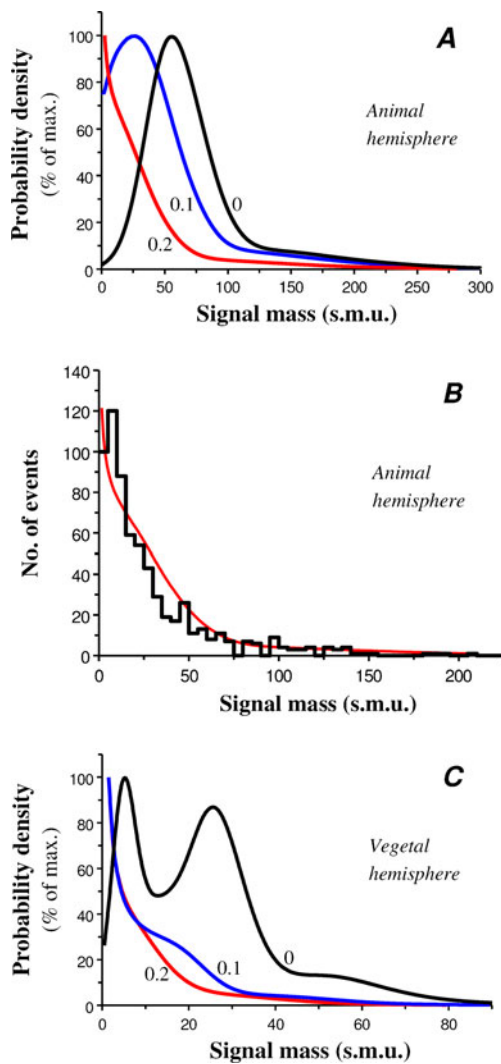 A
Probability density
(% of max.)
100
80
60
40
20
0
Animal
hemisphere
0
0.1
0.2
0 50 100 150 200 250 300
Signal mass (s.m.u.)
B
No. of events
140
120
100
80
60
40
20
0
Animal
hemisphere
0 50 100 150 200
Signal mass (s.m.u.)
C
Probability density
(% of max.)
100
80
60
40
20
0
Vegetal
hemisphere
0
0.1
0.2
0 20 40 60 80
Signal mass (s.m.u.)